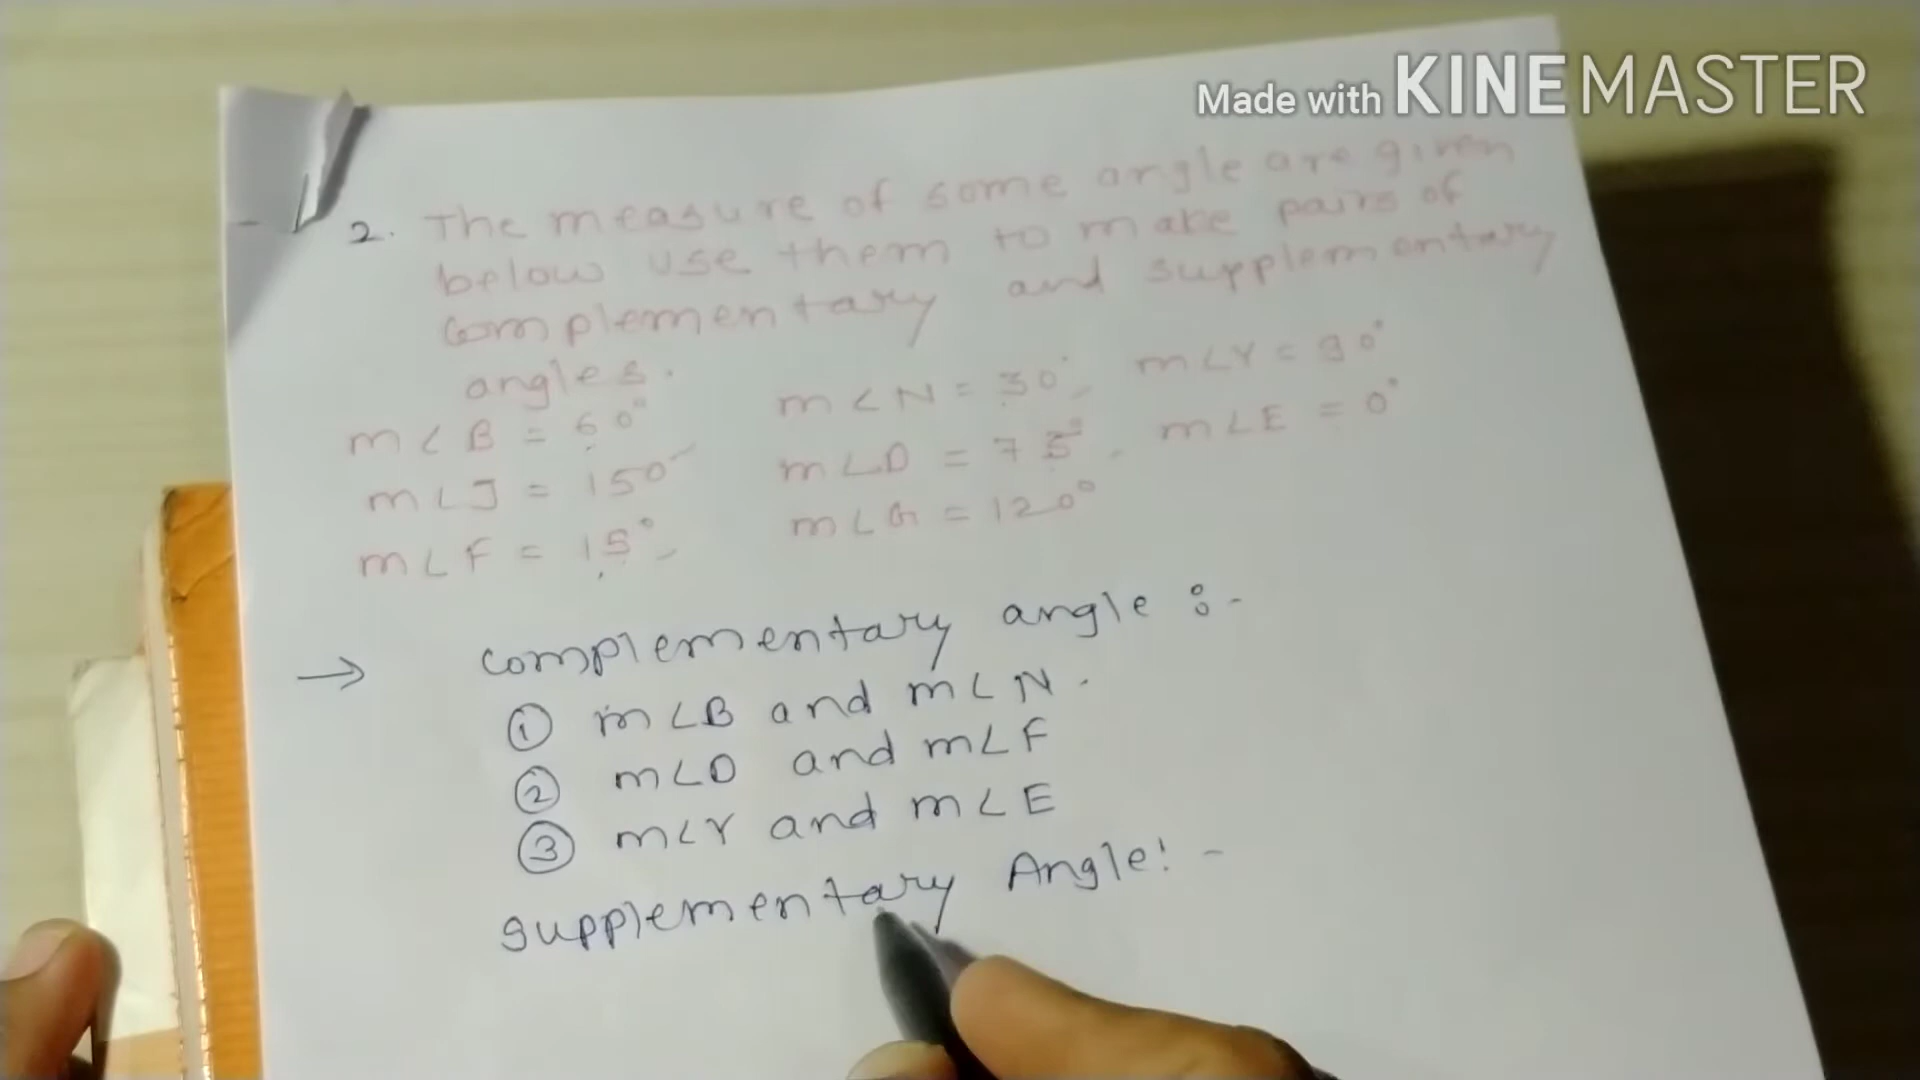 Made with KINEMASTER
2. The measure of some angle are given
below use them to make pairs of
complementary and supplementary
angles.
m∠B = 60° m∠N = 30°, m∠Y = 90°
m∠J = 150° m∠D = 75°, m∠E = 0°
m∠F = 15°, m∠G = 120°
→ complementary angle :-
① m∠B and m∠N.
② m∠D and m∠F
③ m∠Y and m∠E
supplementary Angle: -